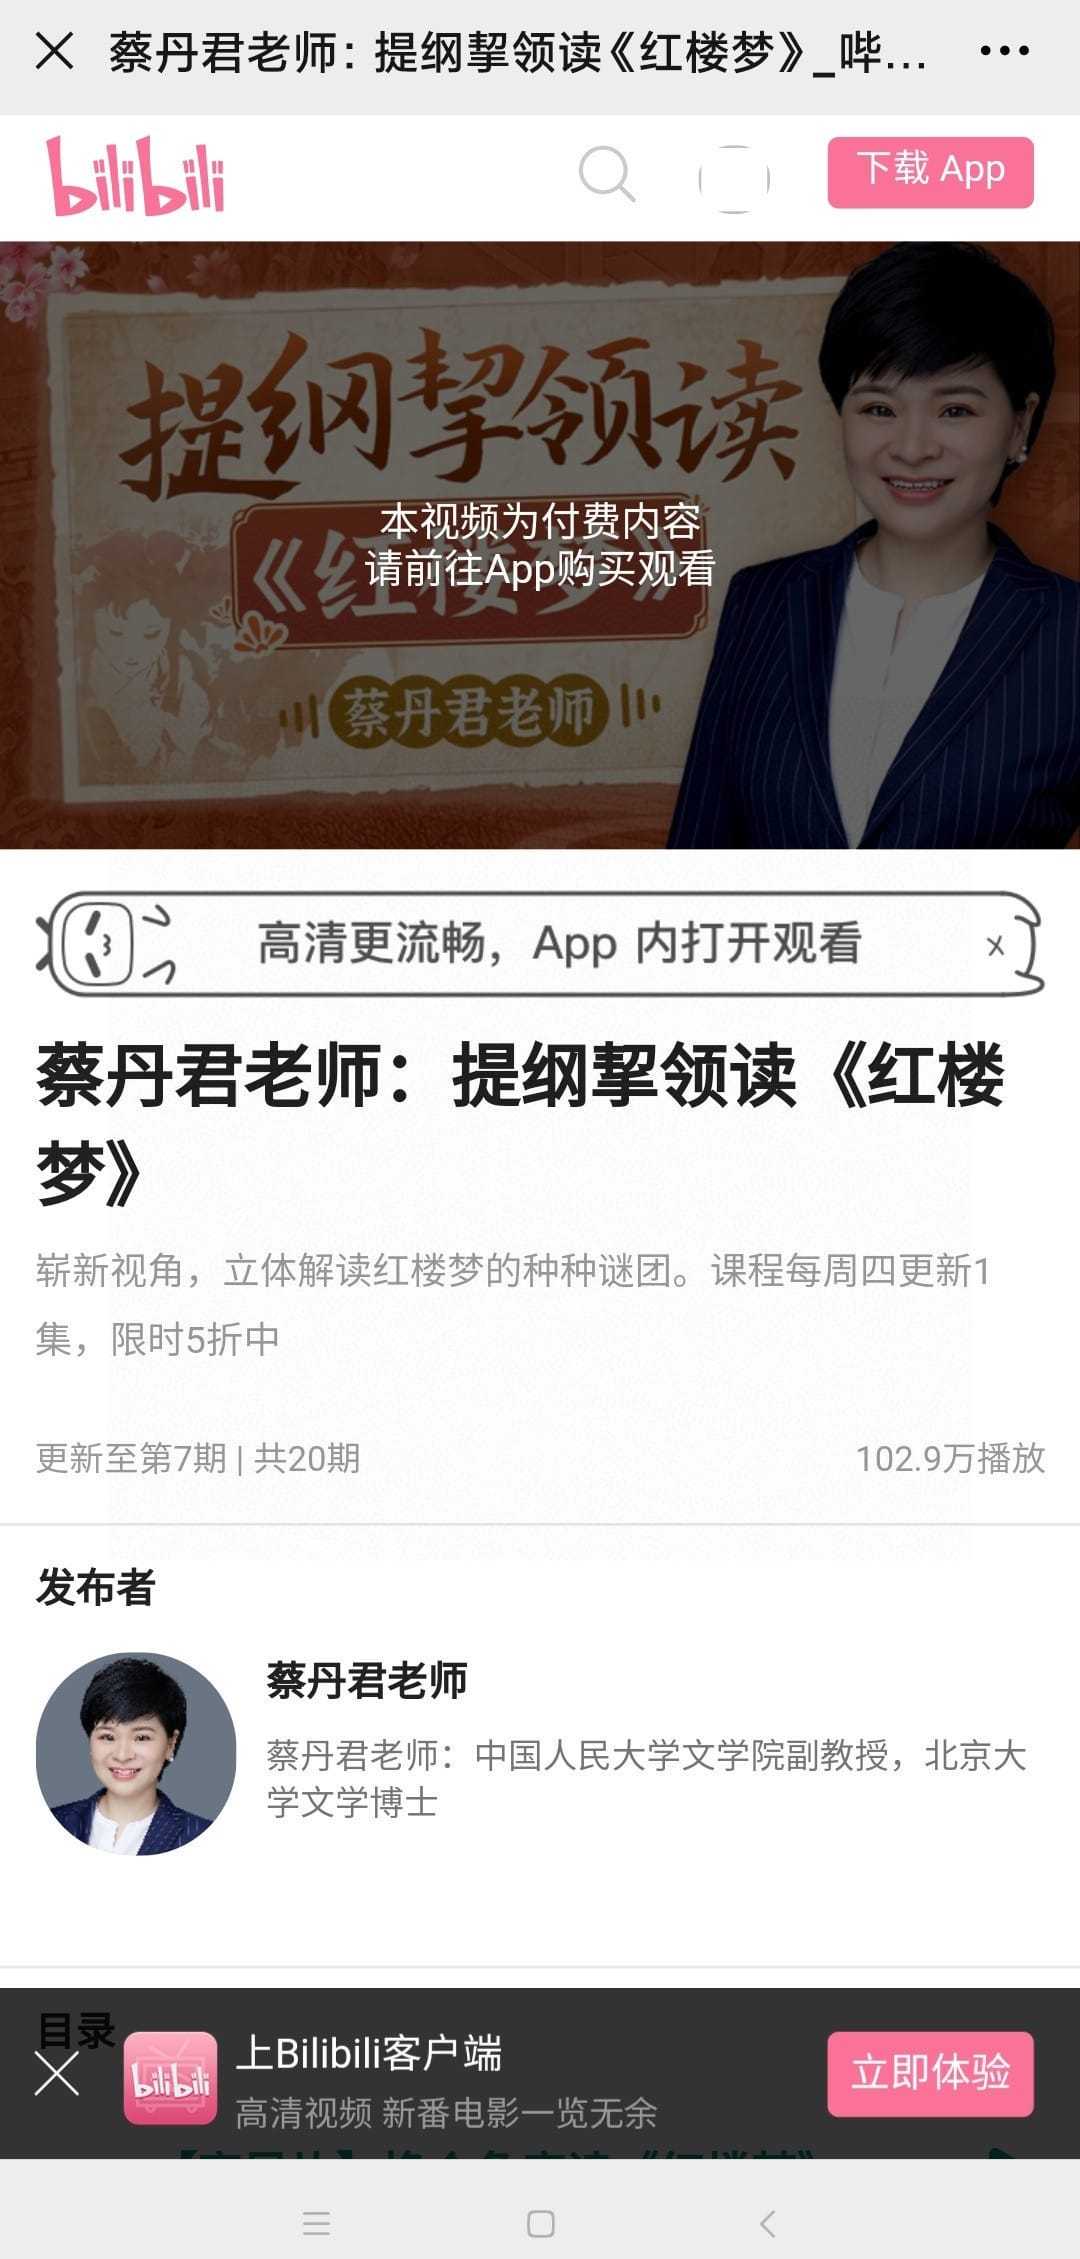 蔡丹君老师：提纲挈领读《红楼梦》_哔...
bilibili
下载 App
提纲挈领读
本视频为付费内容
《红楼梦》
请前往App购买观看
蔡丹君老师
高清更流畅，App 内打开观看
蔡丹君老师：提纲挈领读《红楼
梦》
崭新视角，立体解读红楼梦的种种谜团。课程每周四更新1
集，限时5折中
更新至第7期 | 共20期
102.9万播放
发布者
蔡丹君老师
蔡丹君老师：中国人民大学文学院副教授，北京大
学文学博士
目录
bilibili
上Bilibili客户端
高清视频 新番电影一览无余
立即体验